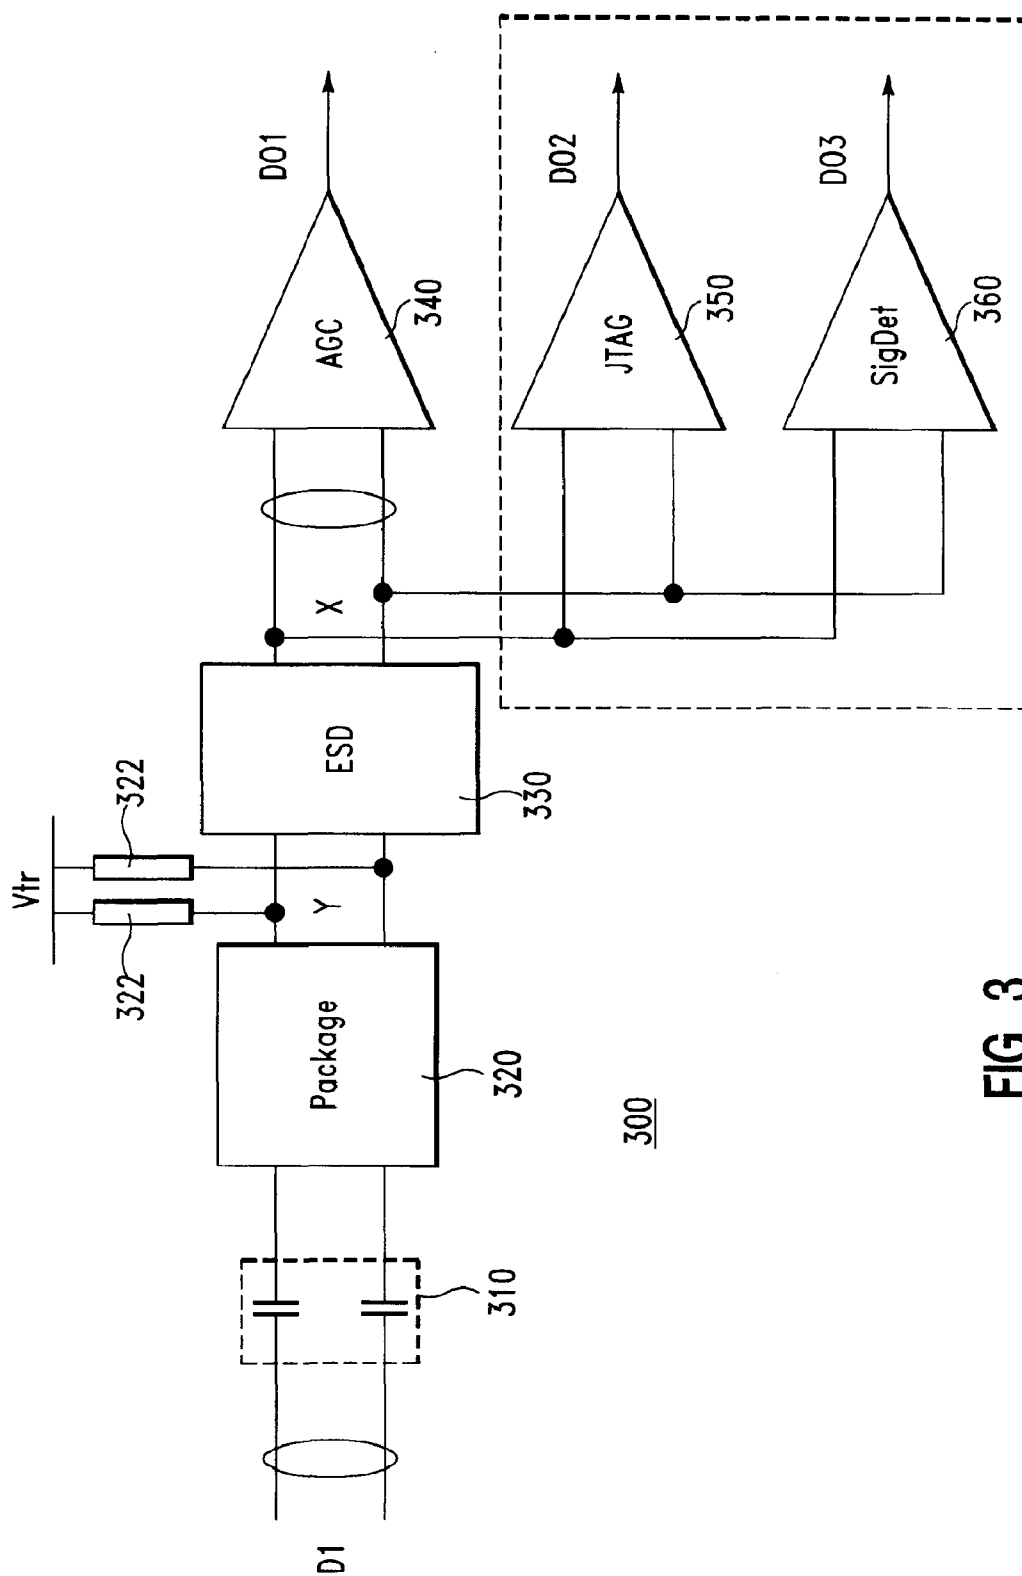 Vtr
322
322
D1
310
Package
320
Y
ESD
330
X
AGC
340
DO1
JTAG
350
DO2
SigDet
360
DO3
300
FIG 3